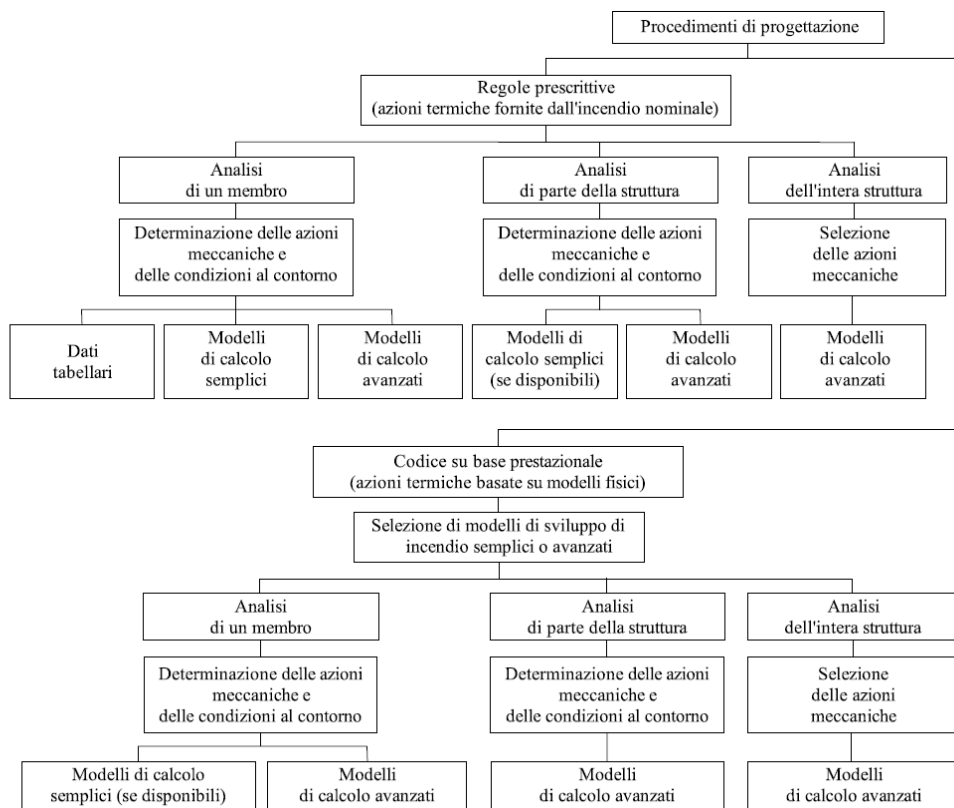 Procedimenti di progettazione
Regole prescrittive
(azioni termiche fornite dall'incendio nominale)
Analisi
di un membro
Analisi
di parte della struttura
Analisi
dell'intera struttura
Determinazione delle azioni
meccaniche e
delle condizioni al contorno
Determinazione delle azioni
meccaniche e
delle condizioni al contorno
Selezione
delle azioni
meccaniche
Dati
tabellari
Modelli
di calcolo
semplici
Modelli
di calcolo
avanzati
Modelli di
calcolo semplici
(se disponibili)
Modelli
di calcolo
avanzati
Modelli
di calcolo
avanzati
Codice su base prestazionale
(azioni termiche basate su modelli fisici)
Selezione di modelli di sviluppo di
incendio semplici o avanzati
Analisi
di un membro
Analisi
di parte della struttura
Analisi
dell'intera struttura
Determinazione delle azioni
meccaniche e
delle condizioni al contorno
Determinazione delle azioni
meccaniche e
delle condizioni al contorno
Selezione
delle azioni
meccaniche
Modelli di calcolo
semplici (se disponibili)
Modelli
di calcolo avanzati
Modelli
di calcolo avanzati
Modelli
di calcolo avanzati